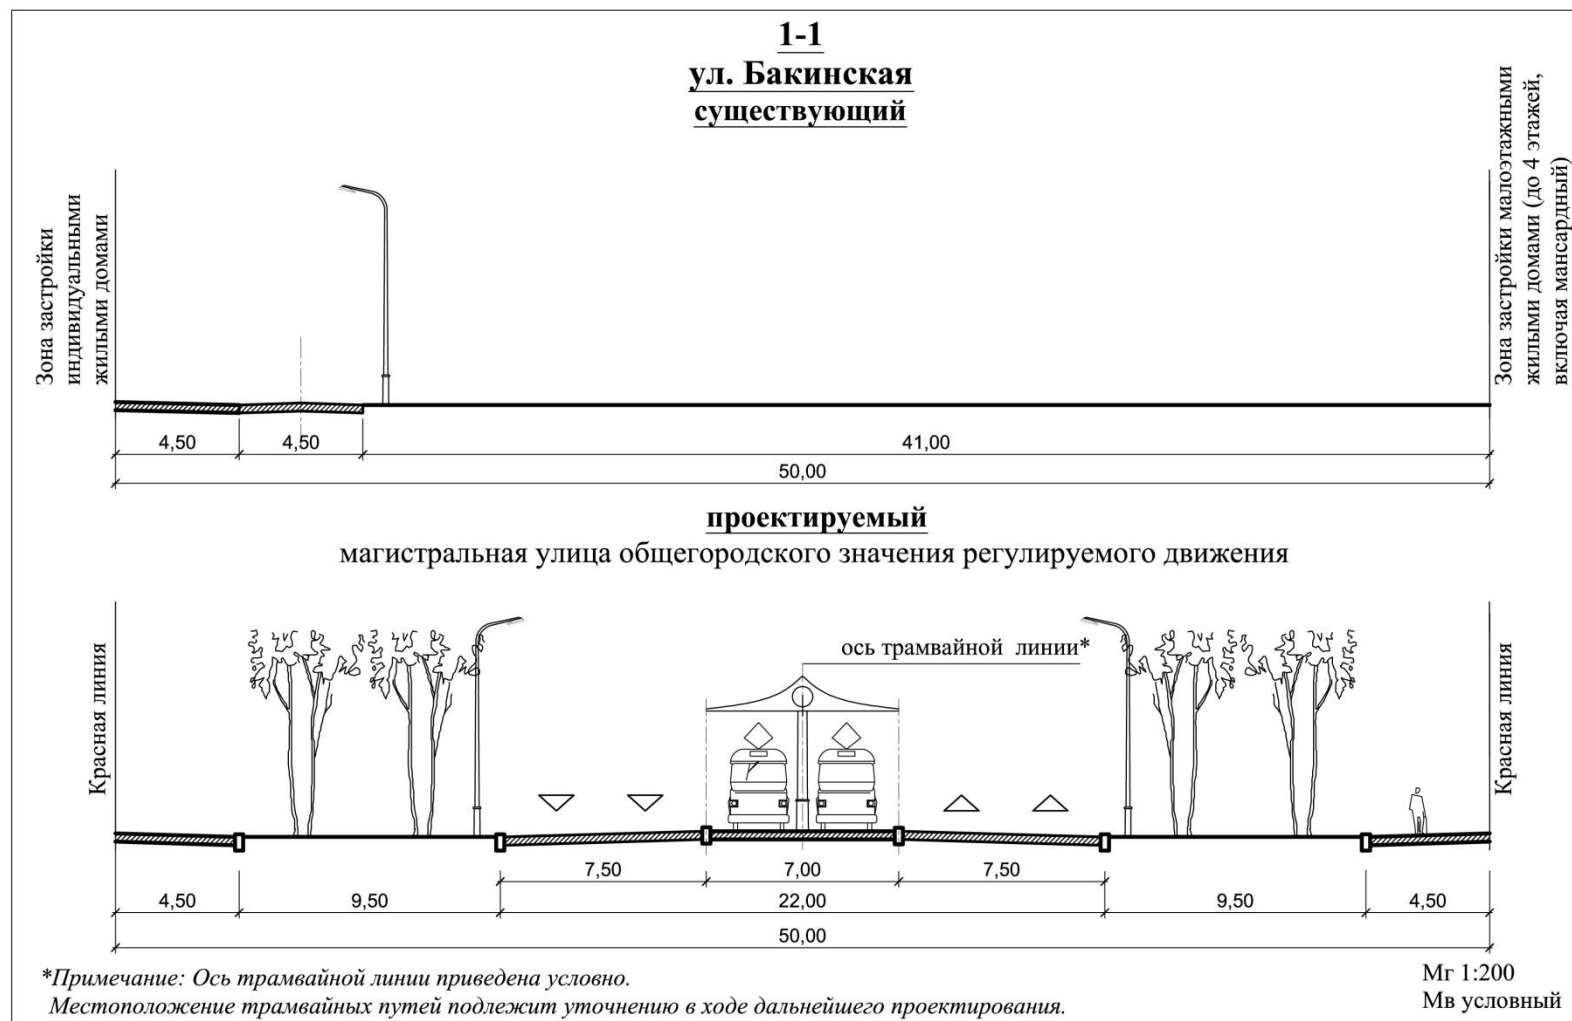 1-1
ул. Бакинская
существующий
Зона застройки
индивидуальными
жилыми домами
Зона застройки малоэтажными
жилыми домами (до 4 этажей,
включая мансардный)
4,50
4,50
41,00
50,00
проектируемый
магистральная улица общегородского значения регулируемого движения
Красная линия
ось трамвайной линии*
Красная линия
7,50
7,00
7,50
4,50
9,50
22,00
9,50
4,50
50,00
*Примечание: Ось трамвайной линии приведена условно.
Местоположение трамвайных путей подлежит уточнению в ходе дальнейшего проектирования.
Мг 1:200
Мв условный